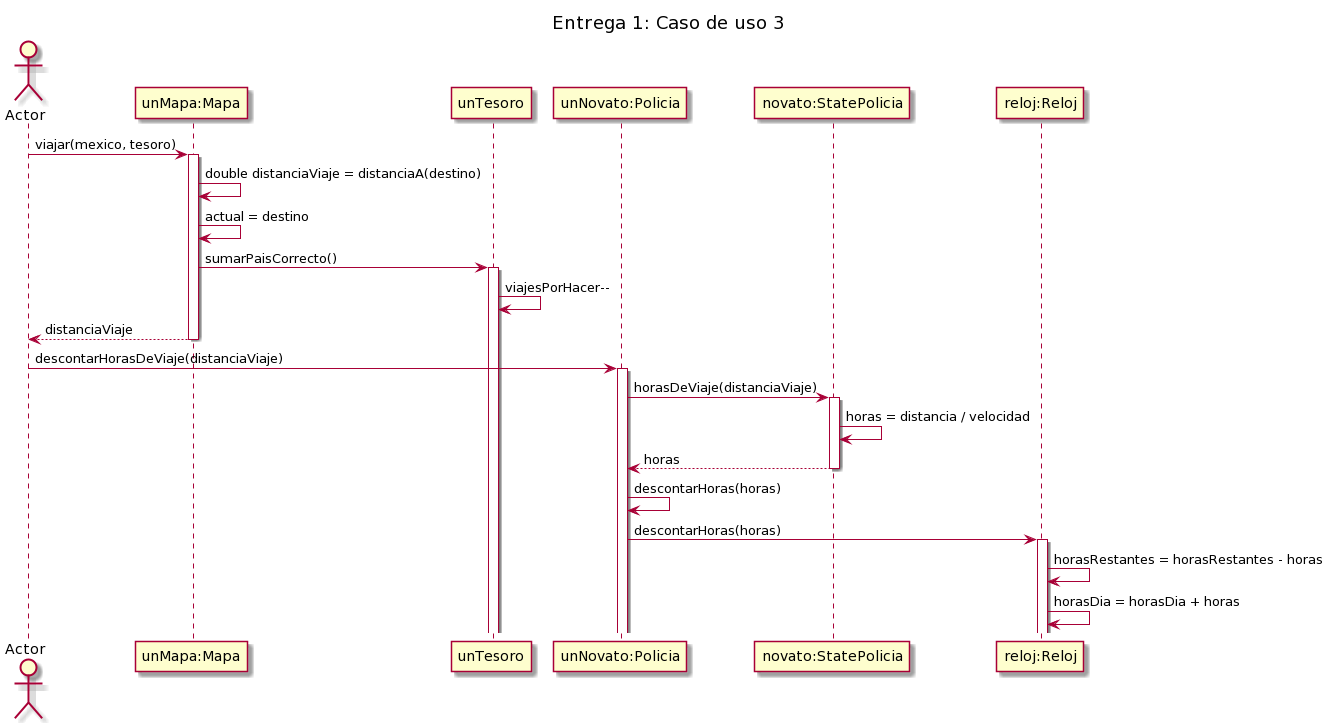 Entrega 1: Caso de uso 3
Actor
unMapa:Mapa
unTesoro
unNovato:Policia
novato:StatePolicia
reloj:Reloj
viajar(mexico, tesoro)
double distanciaViaje = distanciaA(destino)
actual = destino
sumarPaisCorrecto()
viajesPorHacer--
distanciaViaje
descontarHorasDeViaje(distanciaViaje)
horasDeViaje(distanciaViaje)
horas = distancia / velocidad
horas
descontarHoras(horas)
descontarHoras(horas)
horasRestantes = horasRestantes - horas
horasDia = horasDia + horas
Actor
unMapa:Mapa
unTesoro
unNovato:Policia
novato:StatePolicia
reloj:Reloj